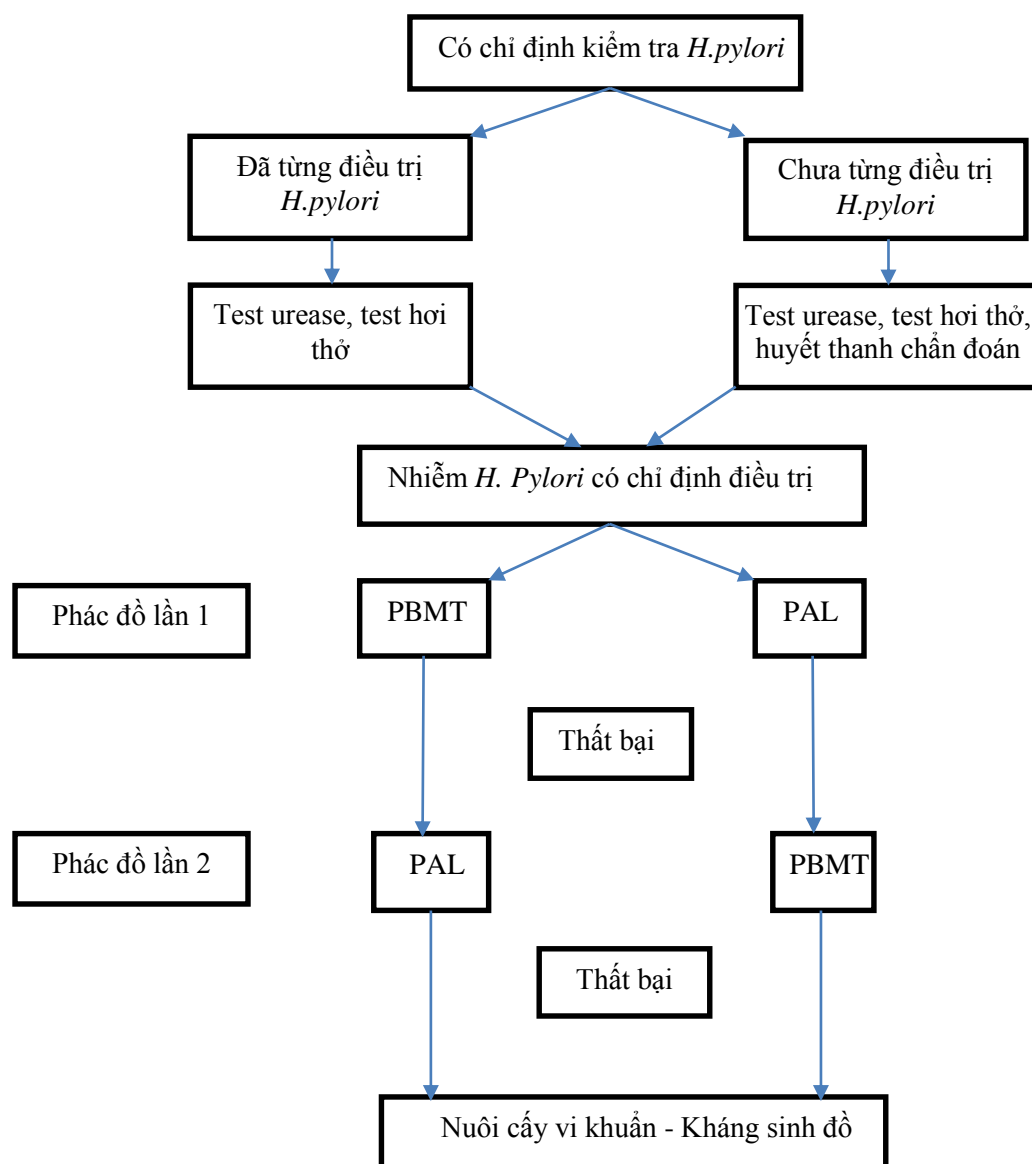 Có chỉ định kiểm tra H.pylori
Đã từng điều trị
H.pylori
Chưa từng điều trị
H.pylori
Test urease, test hơi
thở
Test urease, test hơi thở,
huyết thanh chẩn đoán
Nhiễm H. Pylori có chỉ định điều trị
Phác đồ lần 1
PBMT
PAL
Thất bại
Phác đồ lần 2
PAL
PBMT
Thất bại
Nuôi cấy vi khuẩn - Kháng sinh đồ